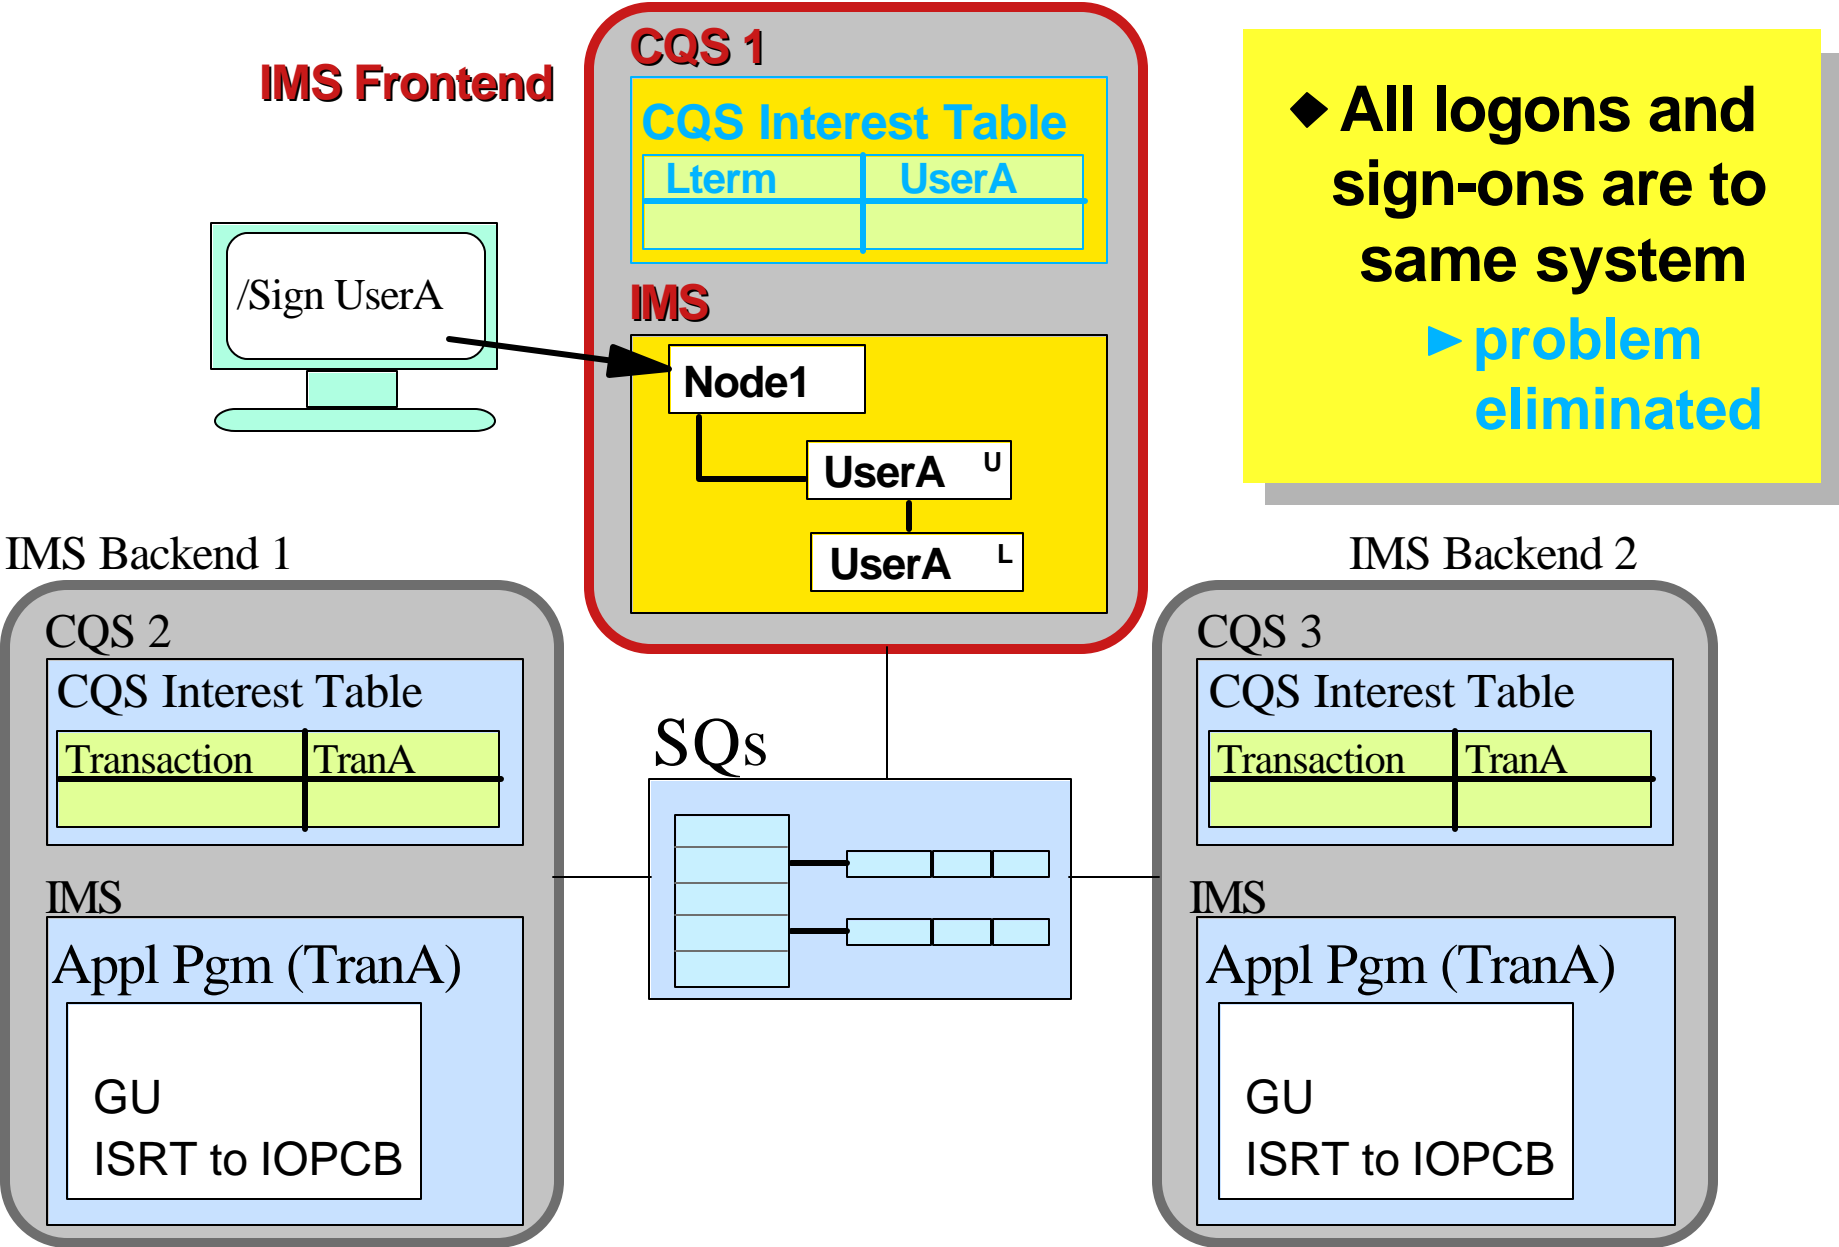 IMS Frontend
CQS 1
CQS Interest Table
Lterm UserA
/Sign UserA
IMS
Node1
UserA U
UserA L
All logons and
sign-ons are to
same system
problem
eliminated
IMS Backend 1
CQS 2
CQS Interest Table
Transaction TranA
IMS
Appl Pgm (TranA)
GU
ISRT to IOPCB
SQs
IMS Backend 2
CQS 3
CQS Interest Table
Transaction TranA
IMS
Appl Pgm (TranA)
GU
ISRT to IOPCB